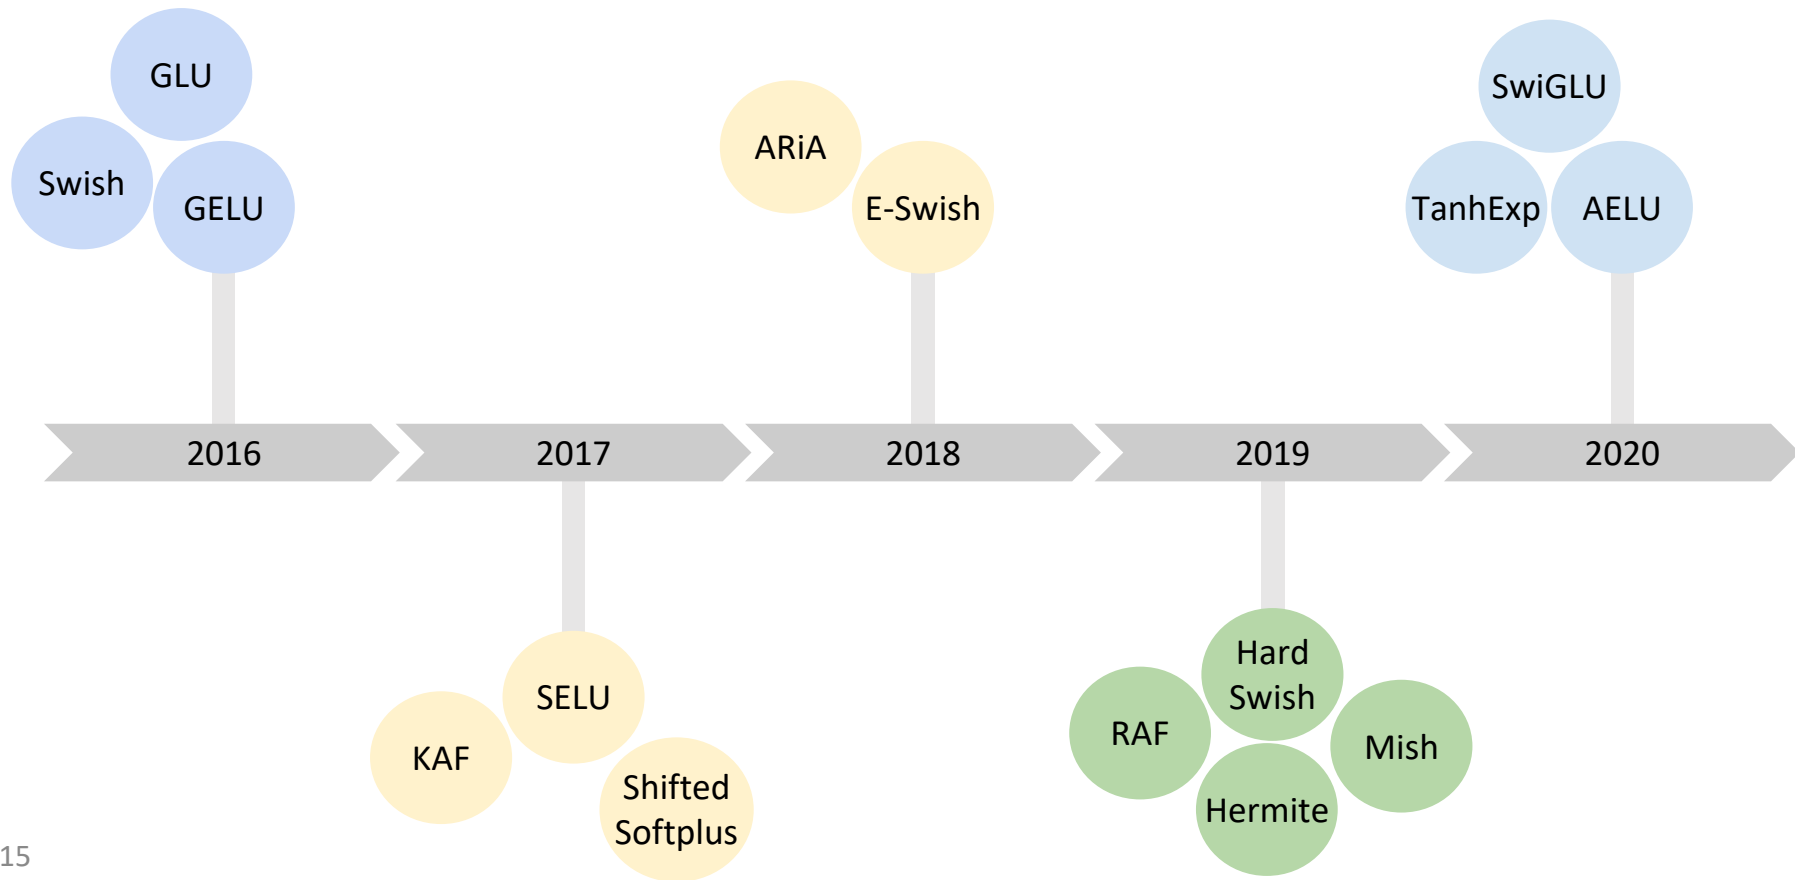 GLU
Swish
GELU
ARiA
E-Swish
SwiGLU
TanhExp
AELU
2016
2017
2018
2019
2020
KAF
SELU
Shifted
Softplus
RAF
Hard
Swish
Hermite
Mish
15